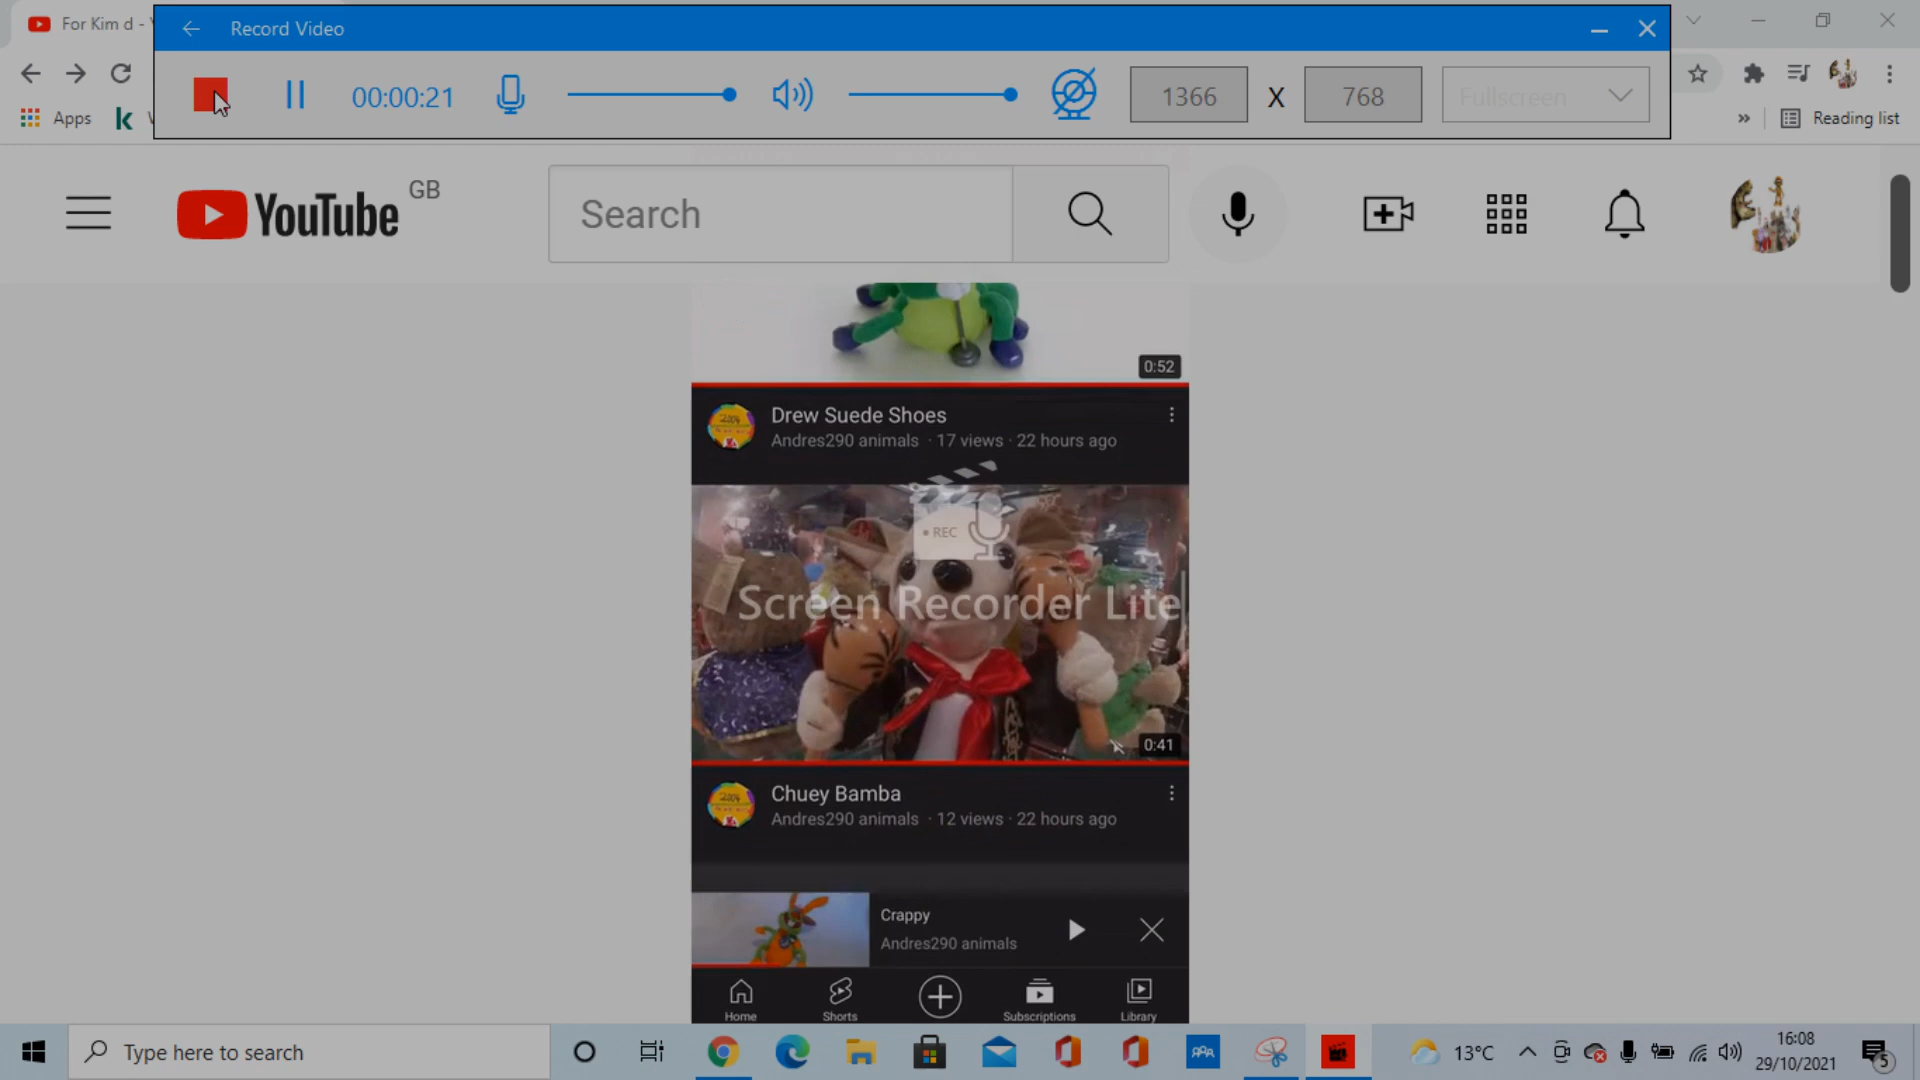 For Kim d -
Record Video
00:00:21
1366 X 768 Fullscreen
Apps
Reading list
YouTube GB
Search
0:52
Drew Suede Shoes
Andres290 animals · 17 views · 22 hours ago
REC
Screen Recorder Lite
0:41
Chuey Bamba
Andres290 animals · 12 views · 22 hours ago
Crappy
Andres290 animals
Home
Shorts
Subscriptions
Library
Type here to search
13°C
16:08
29/10/2021
5